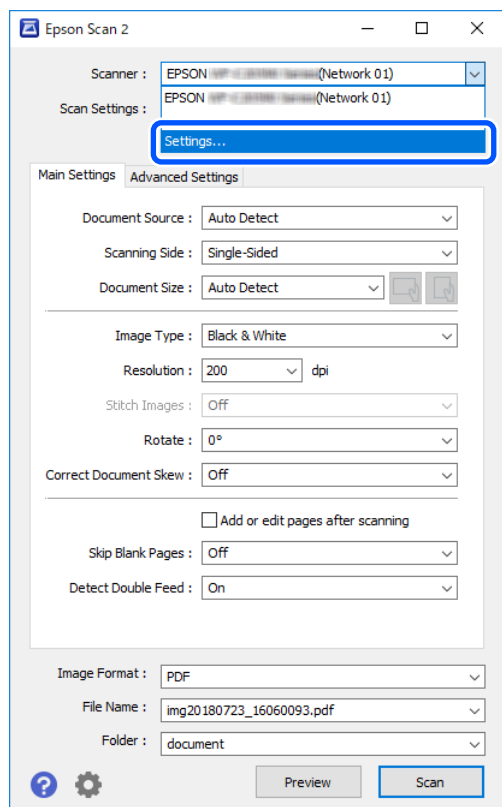 Epson Scan 2
Scanner : EPSON (Network 01)
EPSON (Network 01)
Scan Settings :
Settings...
Main Settings Advanced Settings
Document Source : Auto Detect
Scanning Side : Single-Sided
Document Size : Auto Detect
Image Type : Black & White
Resolution : 200 dpi
Stitch Images : Off
Rotate : 0°
Correct Document Skew : Off
Add or edit pages after scanning
Skip Blank Pages : Off
Detect Double Feed : On
Image Format : PDF
File Name : img20180723_16060093.pdf
Folder : document
? Preview Scan